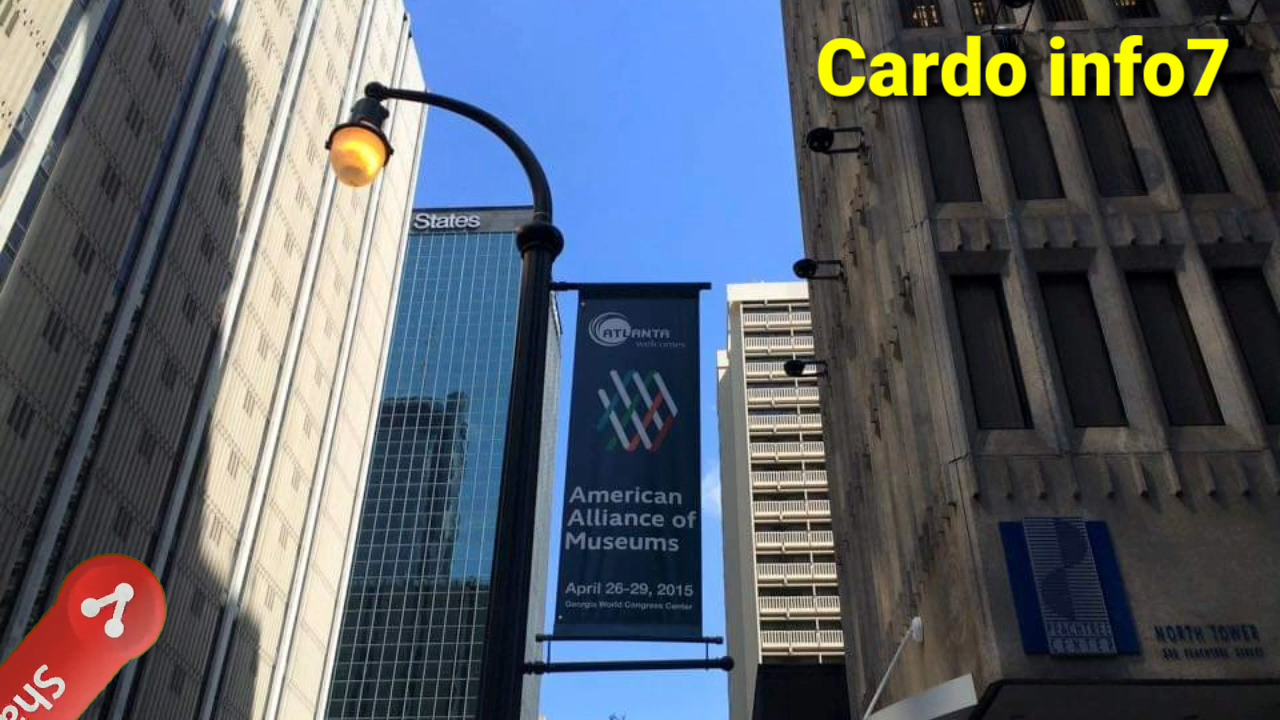 Cardo info7
States
ATLANTA
welcomes
American
Alliance of
Museums
April 26-29, 2015
Georgia World Congress Center
PEACHTREE
CENTER
NORTH TOWER
Sha